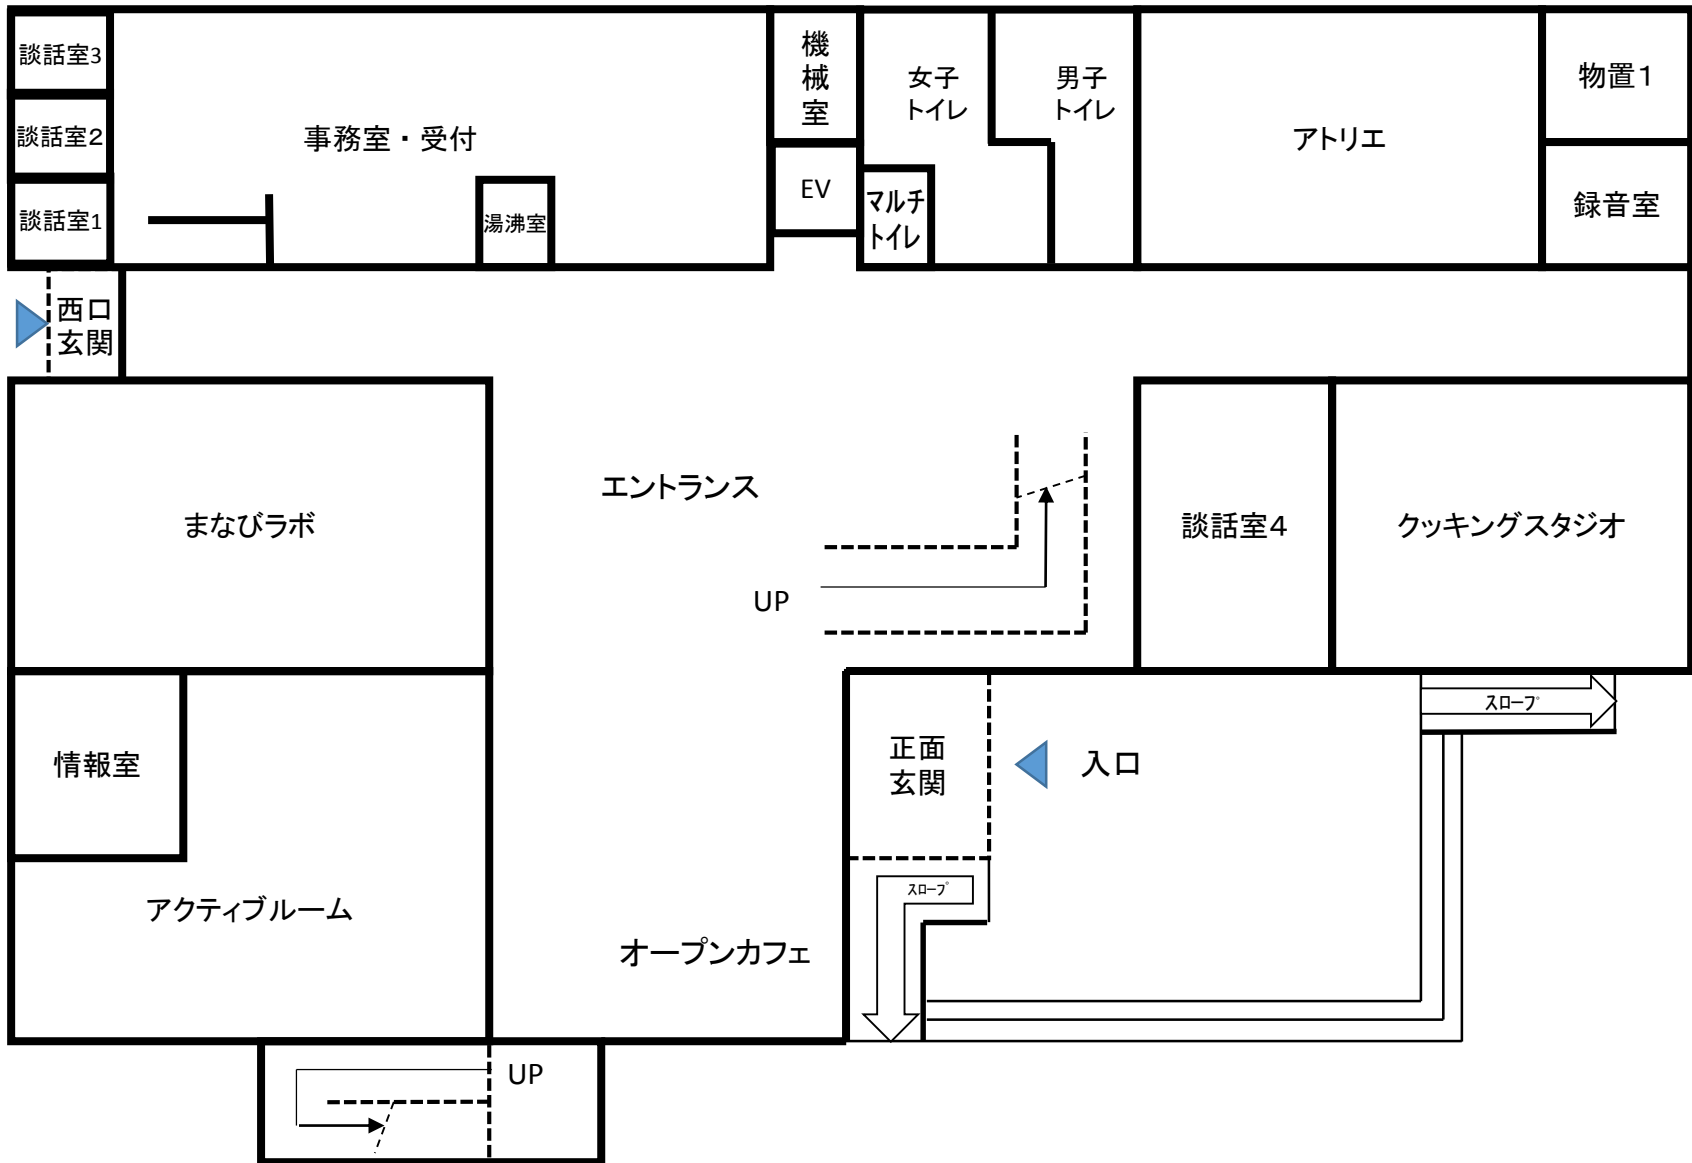 談話室3
談話室2
談話室1
事務室・受付
湯沸室
機
械
室
EV
女子
トイレ
男子
トイレ
マルチ
トイレ
アトリエ
物置1
録音室
西口
玄関
まなびラボ
エントランス
UP
談話室4
クッキングスタジオ
スロープ
情報室
正面
玄関
入口
スロープ
アクティブルーム
オープンカフェ
UP